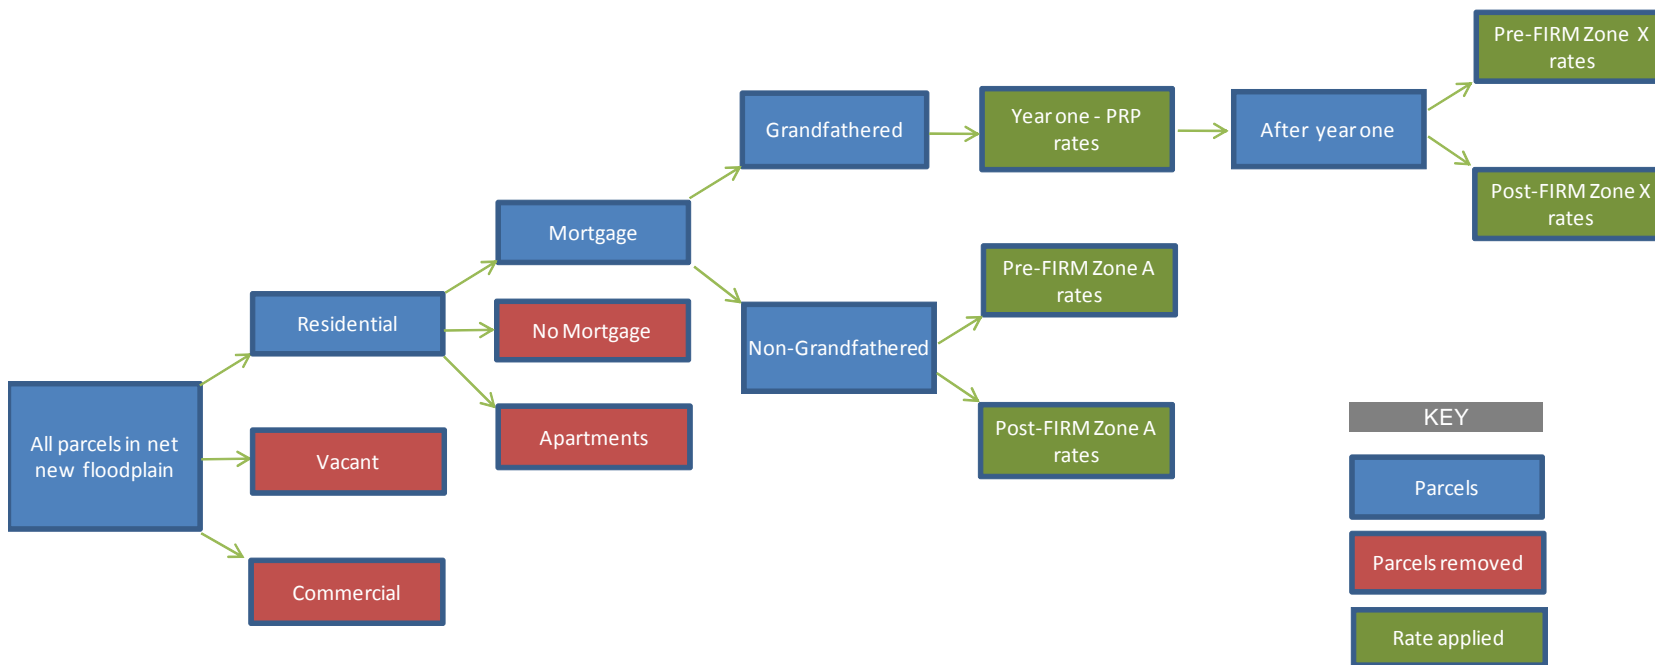 All parcels in net
new floodplain
Residential
Vacant
Commercial
Mortgage
No Mortgage
Apartments
Grandfathered
Non-Grandfathered
Year one - PRP
rates
Pre-FIRM Zone A
rates
Post-FIRM Zone A
rates
After year one
Pre-FIRM Zone X
rates
Post-FIRM Zone X
rates
KEY
Parcels
Parcels removed
Rate applied